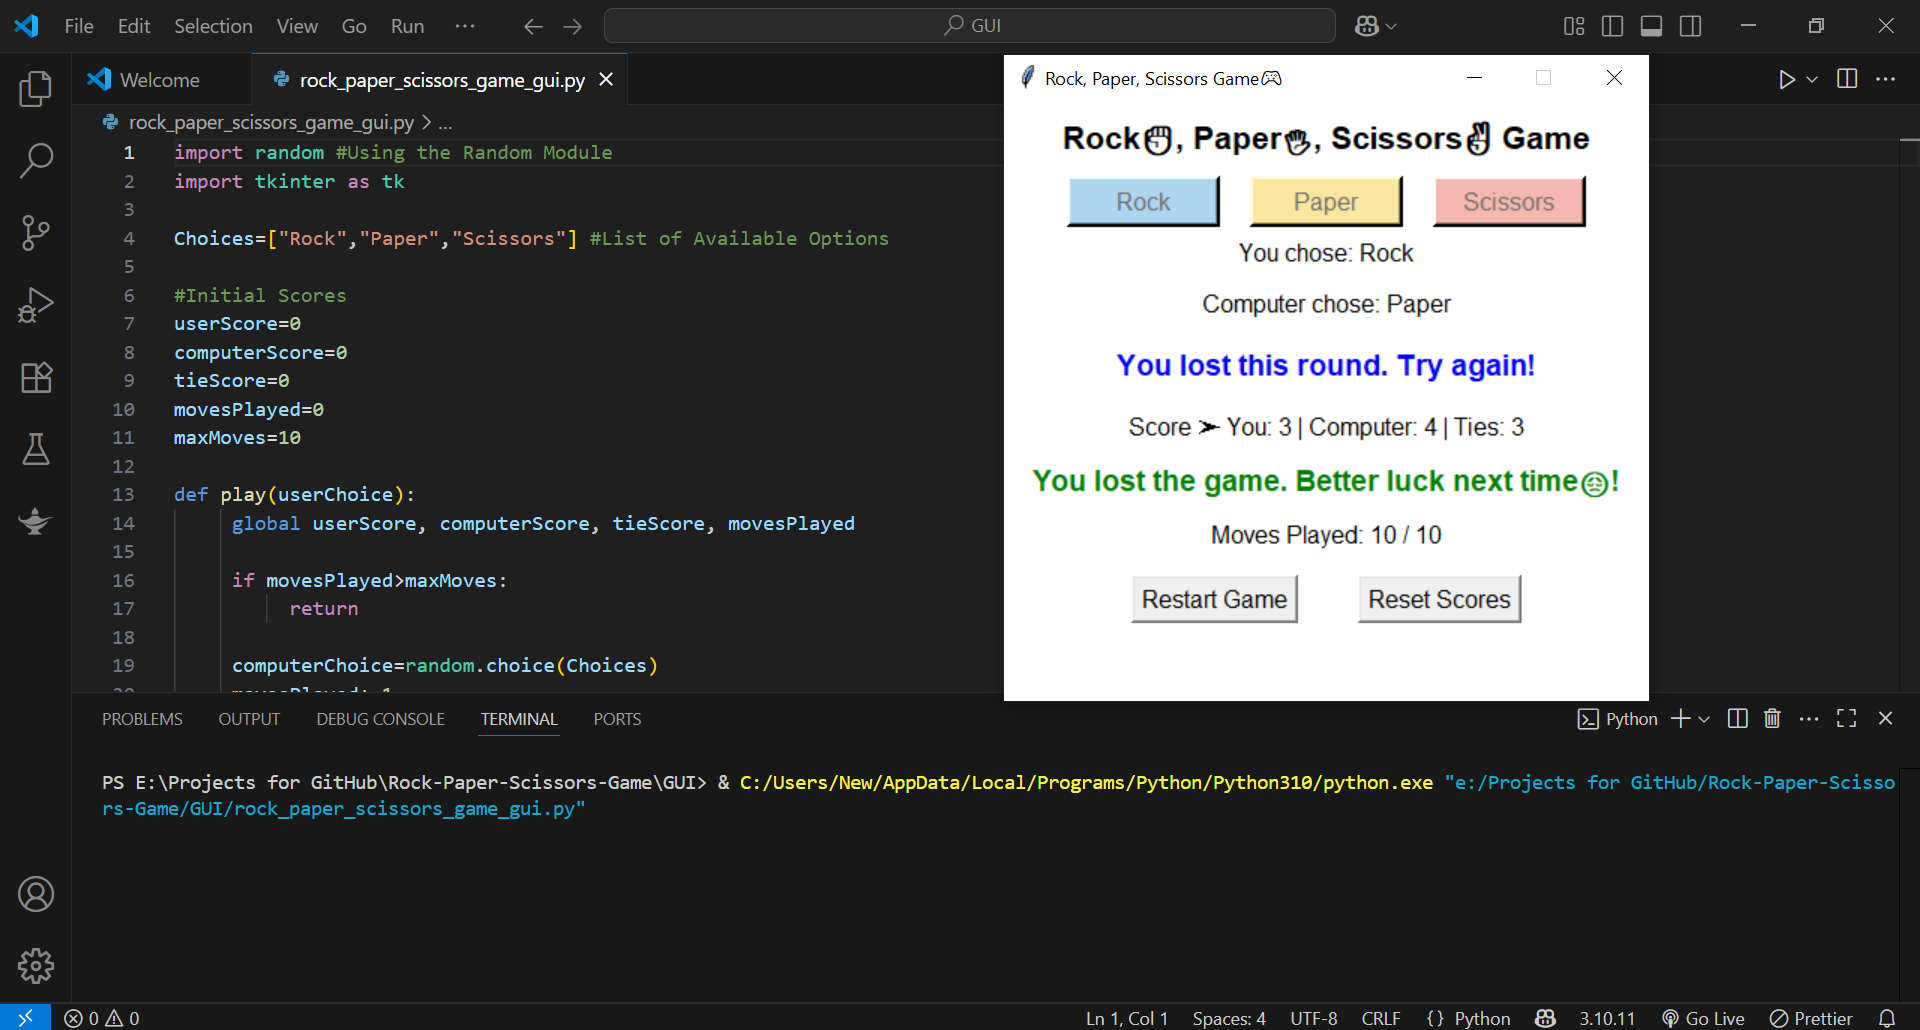 File Edit Selection View Go Run ··· GUI
Welcome rock_paper_scissors_game_gui.py
rock_paper_scissors_game_gui.py > ...
1 import random #Using the Random Module
2 import tkinter as tk
3
4 Choices=["Rock","Paper","Scissors"] #List of Available Options
5
6 #Initial Scores
7 userScore=0
8 computerScore=0
9 tieScore=0
10 movesPlayed=0
11 maxMoves=10
12
13 def play(userChoice):
14 global userScore, computerScore, tieScore, movesPlayed
15
16 if movesPlayed>maxMoves:
17 return
18
19 computerChoice=random.choice(Choices)
Rock, Paper, Scissors Game🎮
Rock✊, Paper🖐, Scissors✌ Game
Rock Paper Scissors
You chose: Rock
Computer chose: Paper
You lost this round. Try again!
Score ➤ You: 3 | Computer: 4 | Ties: 3
You lost the game. Better luck next time😔!
Moves Played: 10 / 10
Restart Game Reset Scores
PROBLEMS OUTPUT DEBUG CONSOLE TERMINAL PORTS Python
PS E:\Projects for GitHub\Rock-Paper-Scissors-Game\GUI> & C:/Users/New/AppData/Local/Programs/Python/Python310/python.exe "e:/Projects for GitHub/Rock-Paper-Scisso
rs-Game/GUI/rock_paper_scissors_game_gui.py"
0 0 Ln 1, Col 1 Spaces: 4 UTF-8 CRLF {} Python 3.10.11 Go Live Prettier